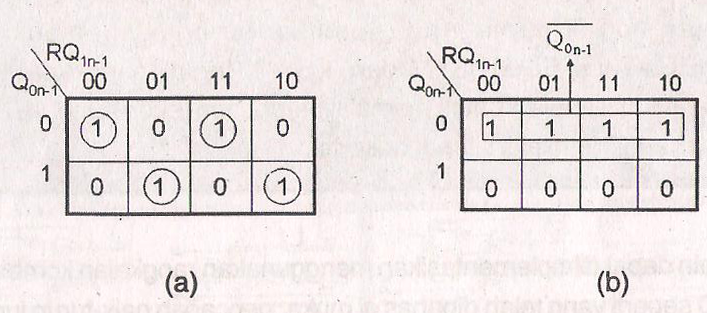 RQ1n-1
Q0n-1 00 01 11 10
0 1 0 1 0
1 0 1 0 1
(a)
Q0n-1
RQ1n-1
Q0n-1 00 01 11 10
0 1 1 1 1
1 0 0 0 0
(b)